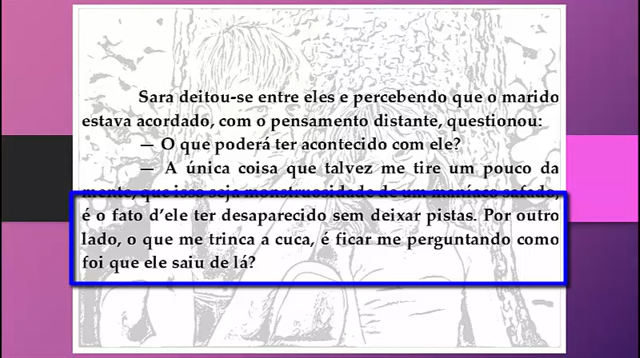 Sara deitou-se entre eles e percebendo que o marido
estava acordado, com o pensamento distante, questionou:
— O que poderá ter acontecido com ele?
— A única coisa que talvez me tire um pouco da
mente, que isso seja monstruosidade de um maníaco safado,
é o fato d’ele ter desaparecido sem deixar pistas. Por outro
lado, o que me trinca a cuca, é ficar me perguntando como
foi que ele saiu de lá?